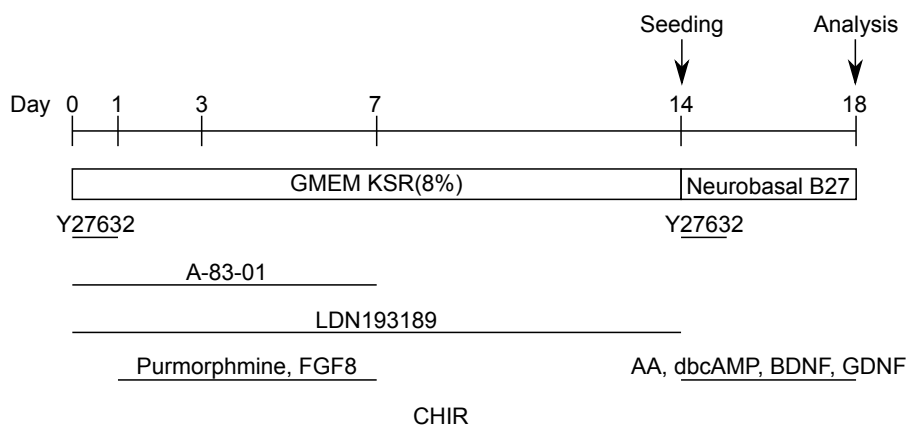 Seeding Analysis
Day 0 1 3 7 14 18
GMEM KSR(8%) Neurobasal B27
Y27632 Y27632
A-83-01
LDN193189
Purmorphmine, FGF8 AA, dbcAMP, BDNF, GDNF
CHIR